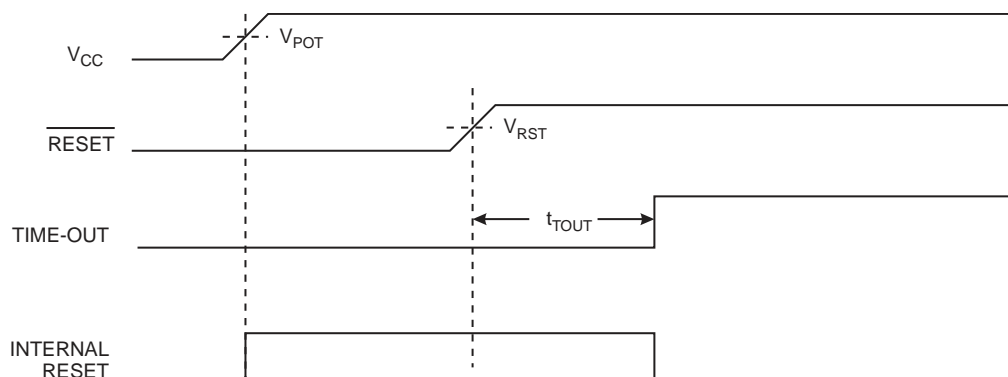 VCC
VPOT
RESET
VRST
TIME-OUT
tTOUT
INTERNAL
RESET